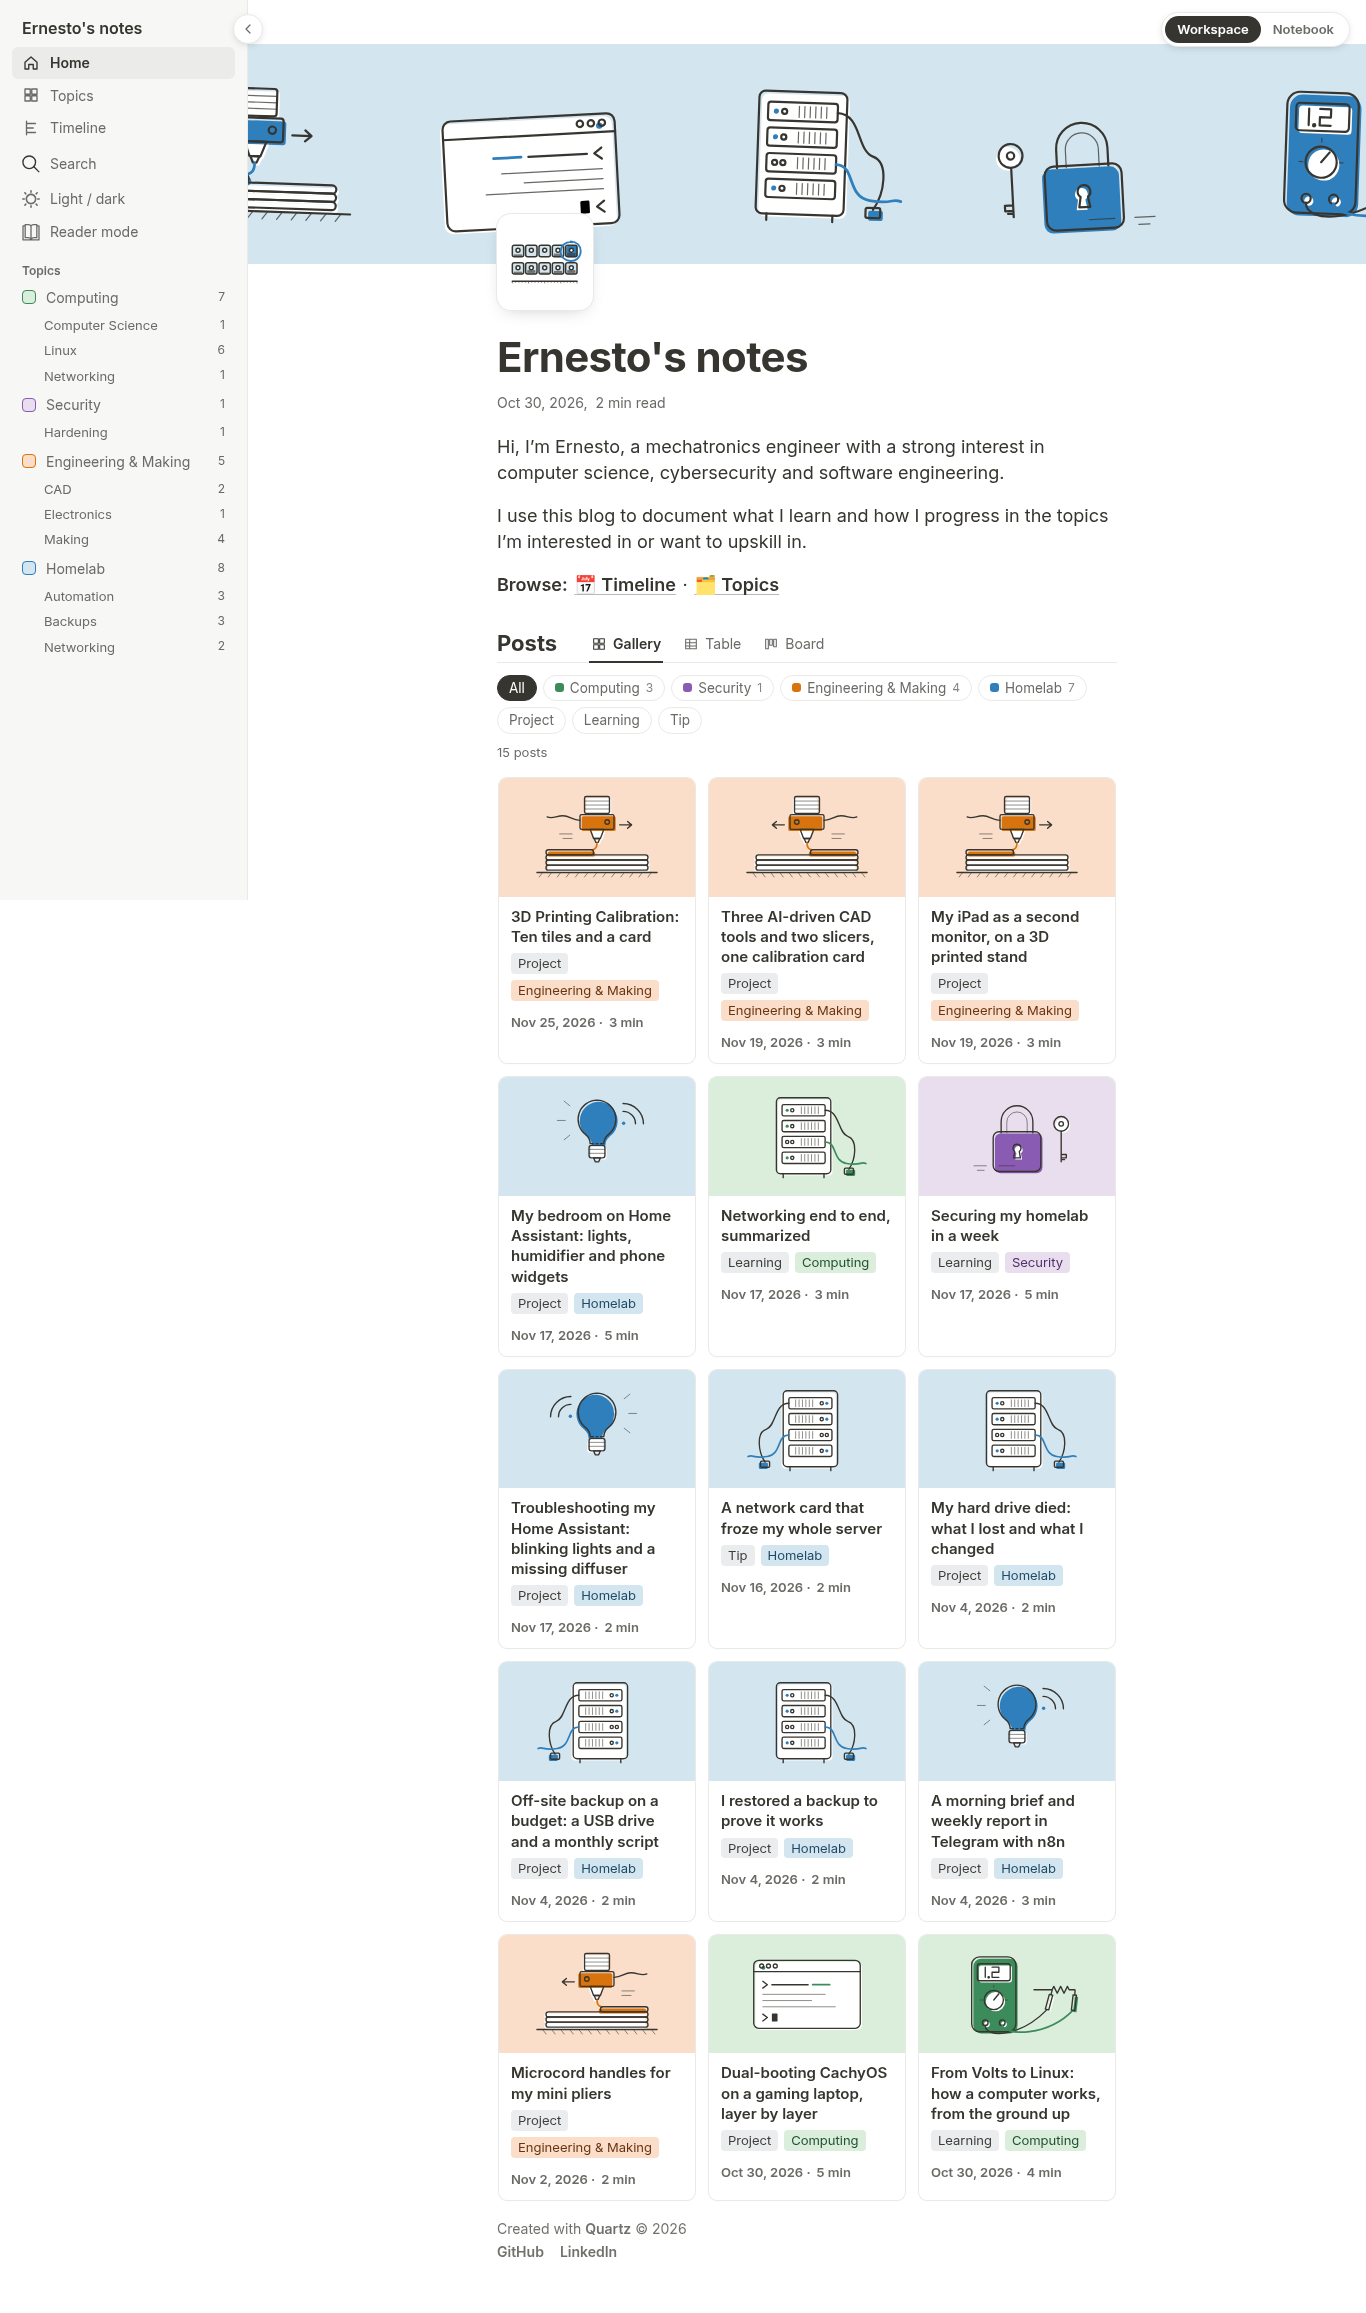 Ernesto's notes
Workspace
Notebook
Home
Topics
Timeline
Search
Light / dark
Reader mode
Topics
Computing 7
Computer Science 1
Linux 6
Networking 1
Security 1
Hardening 1
Engineering & Making 5
CAD 2
Electronics 1
Making 4
Homelab 8
Automation 3
Backups 3
Networking 2
1.2
Ernesto's notes
Oct 30, 2026, 2 min read
Hi, I’m Ernesto, a mechatronics engineer with a strong interest in
computer science, cybersecurity and software engineering.
I use this blog to document what I learn and how I progress in the topics
I’m interested in or want to upskill in.
Browse: 📅 Timeline · 🗂️ Topics
Posts
Gallery
Table
Board
All
Computing 3
Security 1
Engineering & Making 4
Homelab 7
Project
Learning
Tip
15 posts
3D Printing Calibration:
Ten tiles and a card
Project
Engineering & Making
Nov 25, 2026 · 3 min
Three AI-driven CAD
tools and two slicers,
one calibration card
Project
Engineering & Making
Nov 19, 2026 · 3 min
My iPad as a second
monitor, on a 3D
printed stand
Project
Engineering & Making
Nov 19, 2026 · 3 min
My bedroom on Home
Assistant: lights,
humidifier and phone
widgets
Project Homelab
Nov 17, 2026 · 5 min
Networking end to end,
summarized
Learning Computing
Nov 17, 2026 · 3 min
Securing my homelab
in a week
Learning Security
Nov 17, 2026 · 5 min
Troubleshooting my
Home Assistant:
blinking lights and a
missing diffuser
Project Homelab
Nov 17, 2026 · 2 min
A network card that
froze my whole server
Tip Homelab
Nov 16, 2026 · 2 min
My hard drive died:
what I lost and what I
changed
Project Homelab
Nov 4, 2026 · 2 min
Off-site backup on a
budget: a USB drive
and a monthly script
Project Homelab
Nov 4, 2026 · 2 min
I restored a backup to
prove it works
Project Homelab
Nov 4, 2026 · 2 min
A morning brief and
weekly report in
Telegram with n8n
Project Homelab
Nov 4, 2026 · 3 min
Microcord handles for
my mini pliers
Project
Engineering & Making
Nov 2, 2026 · 2 min
Dual-booting CachyOS
on a gaming laptop,
layer by layer
Project Computing
Oct 30, 2026 · 5 min
1.2
From Volts to Linux:
how a computer works,
from the ground up
Learning Computing
Oct 30, 2026 · 4 min
Created with Quartz © 2026
GitHub LinkedIn